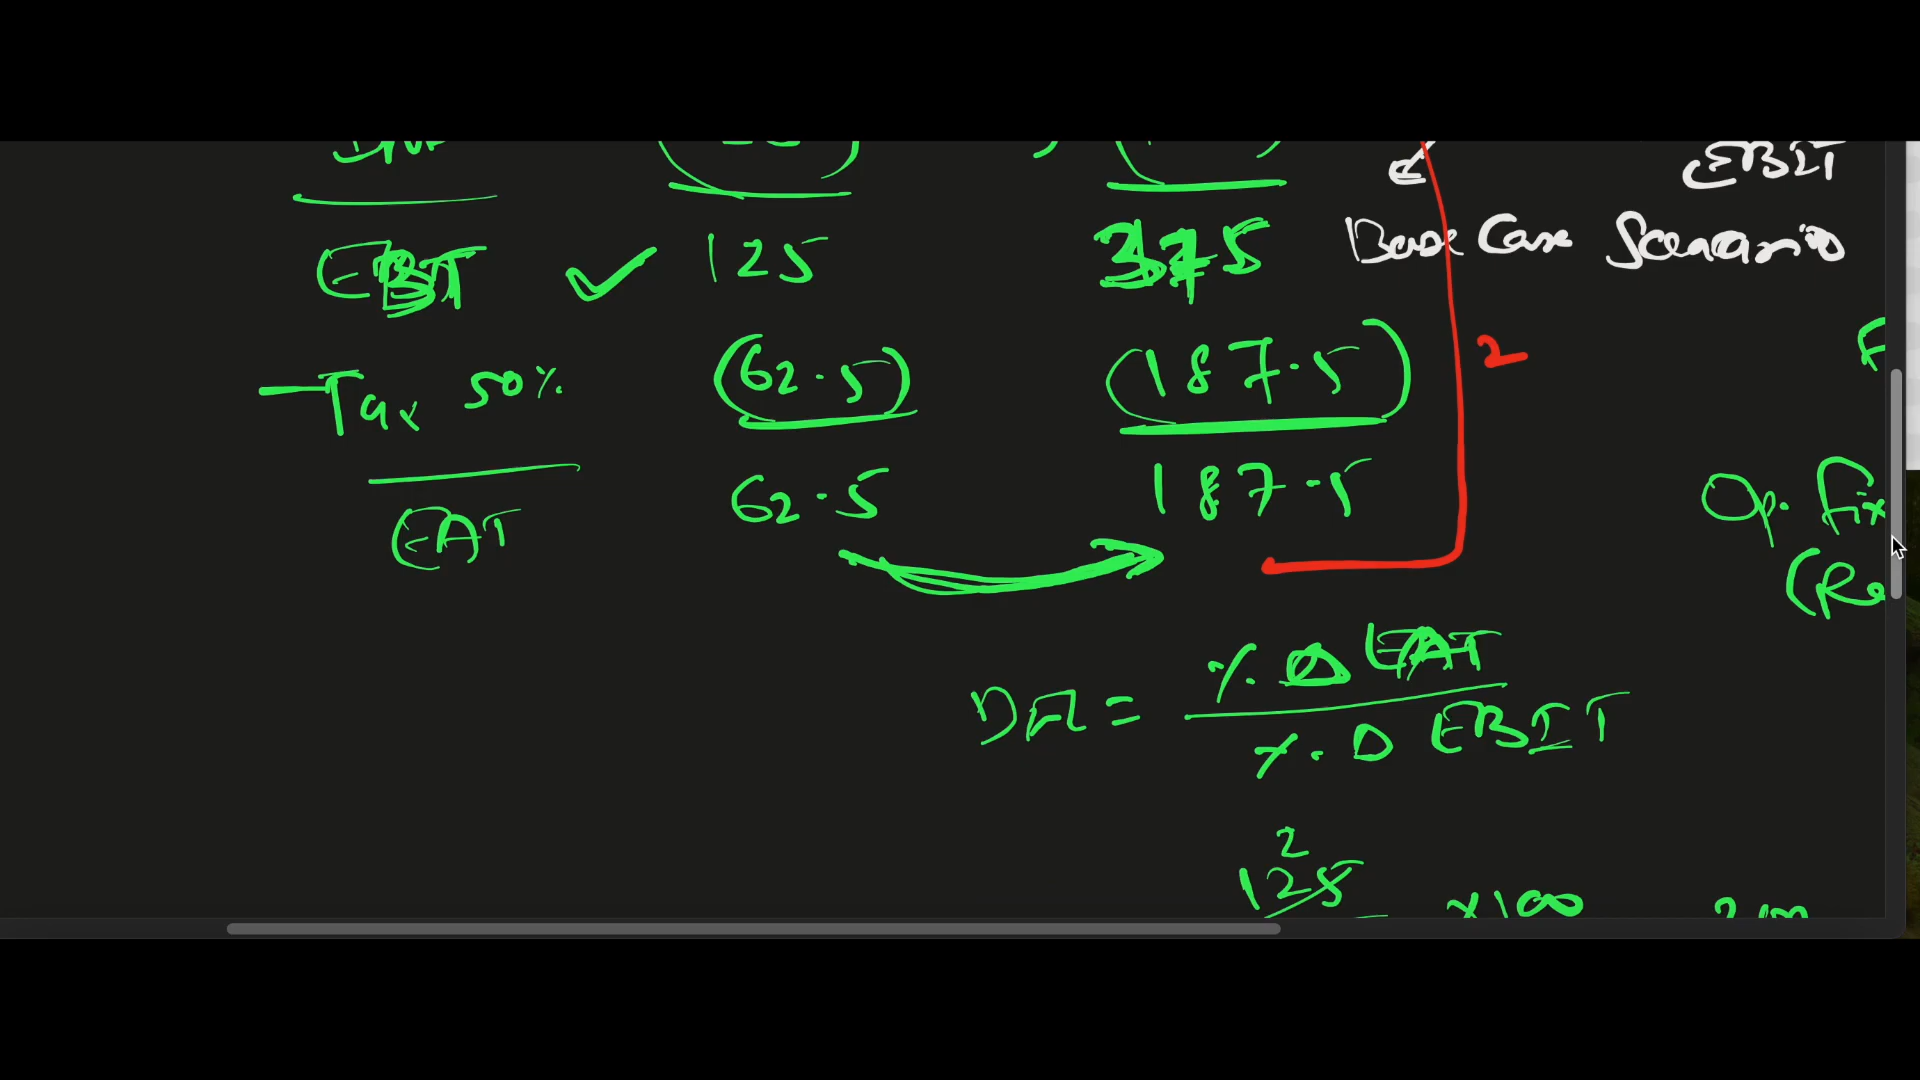 EBIT
EBT ✓ 125 375 Base Case Scenario
- Tax 50% (62.5) (187.5) 2
EAT 62.5 187.5
Op. Fix
(Re
DFL = % Δ EAT
% . Δ EBIT
2
125 x100